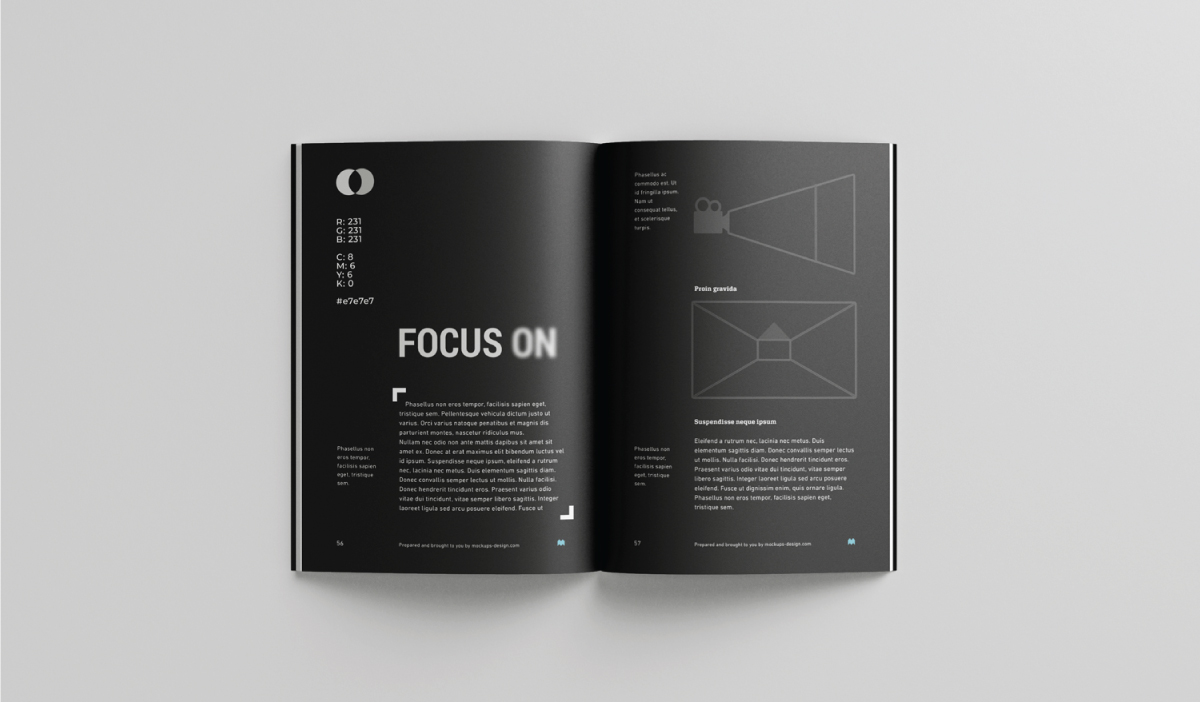 R: 231
G: 231
B: 231
C: 8
M: 6
Y: 6
K: 0
#e7e7e7
FOCUS ON
Phasellus non eros tempor, facilisis sapien eget,
tristique sem. Pellentesque vehicula dictum justo ut
varius. Orci varius natoque penatibus et magnis dis
parturient montes, nascetur ridiculus mus.
Nullam nec odio non ante mattis dapibus sit amet sit
amet ex. Donec at erat maximus elit bibendum luctus vel
id ipsum. Suspendisse neque ipsum, eleifend a rutrum
nec, lacinia nec metus. Duis elementum sagittis diam.
Donec convallis semper lectus ut mollis. Nulla facilisi.
Donec hendrerit tincidunt eros. Praesent varius odio
vitae dui tincidunt, vitae semper libero sagittis. Integer
laoreet ligula sed arcu posuere eleifend. Fusce ut
Phasellus non
eros tempor,
facilisis sapien
eget, tristique
sem.
56
Prepared and brought to you by mockups-design.com
Phasellus at
commodo est. Ut
id fringilla ipsum.
Nam ut
consequat tellus,
et scelerisque
turpis.
Proin gravida
Suspendisse neque ipsum
Eleifend a rutrum nec, lacinia nec metus. Duis
elementum sagittis diam. Donec convallis semper lectus
ut mollis. Nulla facilisi. Donec hendrerit tincidunt eros.
Praesent varius odio vitae dui tincidunt, vitae semper
libero sagittis. Integer laoreet ligula sed arcu posuere
eleifend. Fusce ut dignissim enim, quis ornare ligula.
Phasellus non eros tempor, facilisis sapien eget,
tristique sem.
Phasellus non
eros tempor,
facilisis sapien
eget, tristique
sem.
57
Prepared and brought to you by mockups-design.com